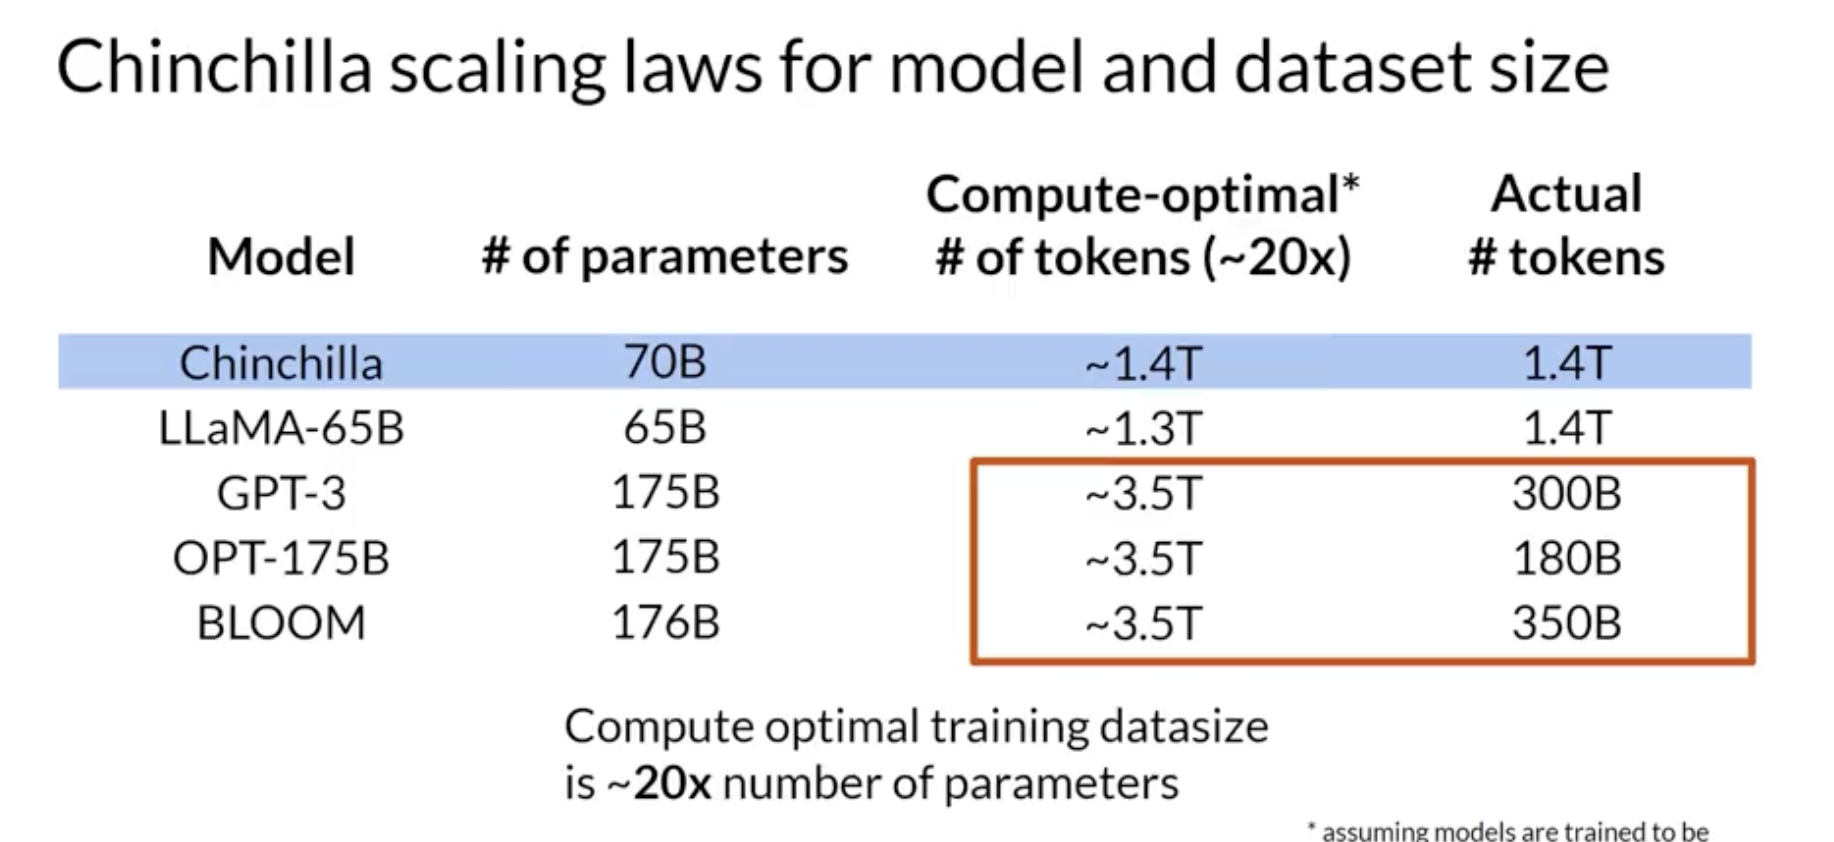 Chinchilla scaling laws for model and dataset size
Model # of parameters Compute-optimal* # of tokens (~20x) Actual # tokens
Chinchilla 70B ~1.4T 1.4T
LLaMA-65B 65B ~1.3T 1.4T
GPT-3 175B ~3.5T 300B
OPT-175B 175B ~3.5T 180B
BLOOM 176B ~3.5T 350B
Compute optimal training datasize
is ~20x number of parameters
* assuming models are trained to be